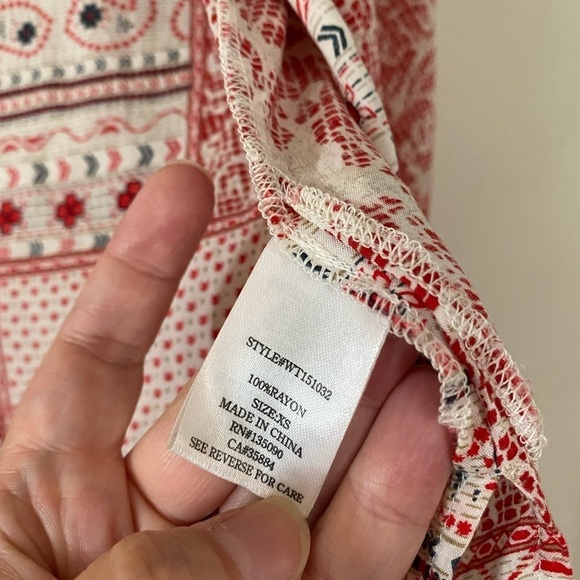 STYLE#WT151032
100%RAYON
SIZE:XS
MADE IN CHINA
RN#135090
CA#35884
SEE REVERSE FOR CARE